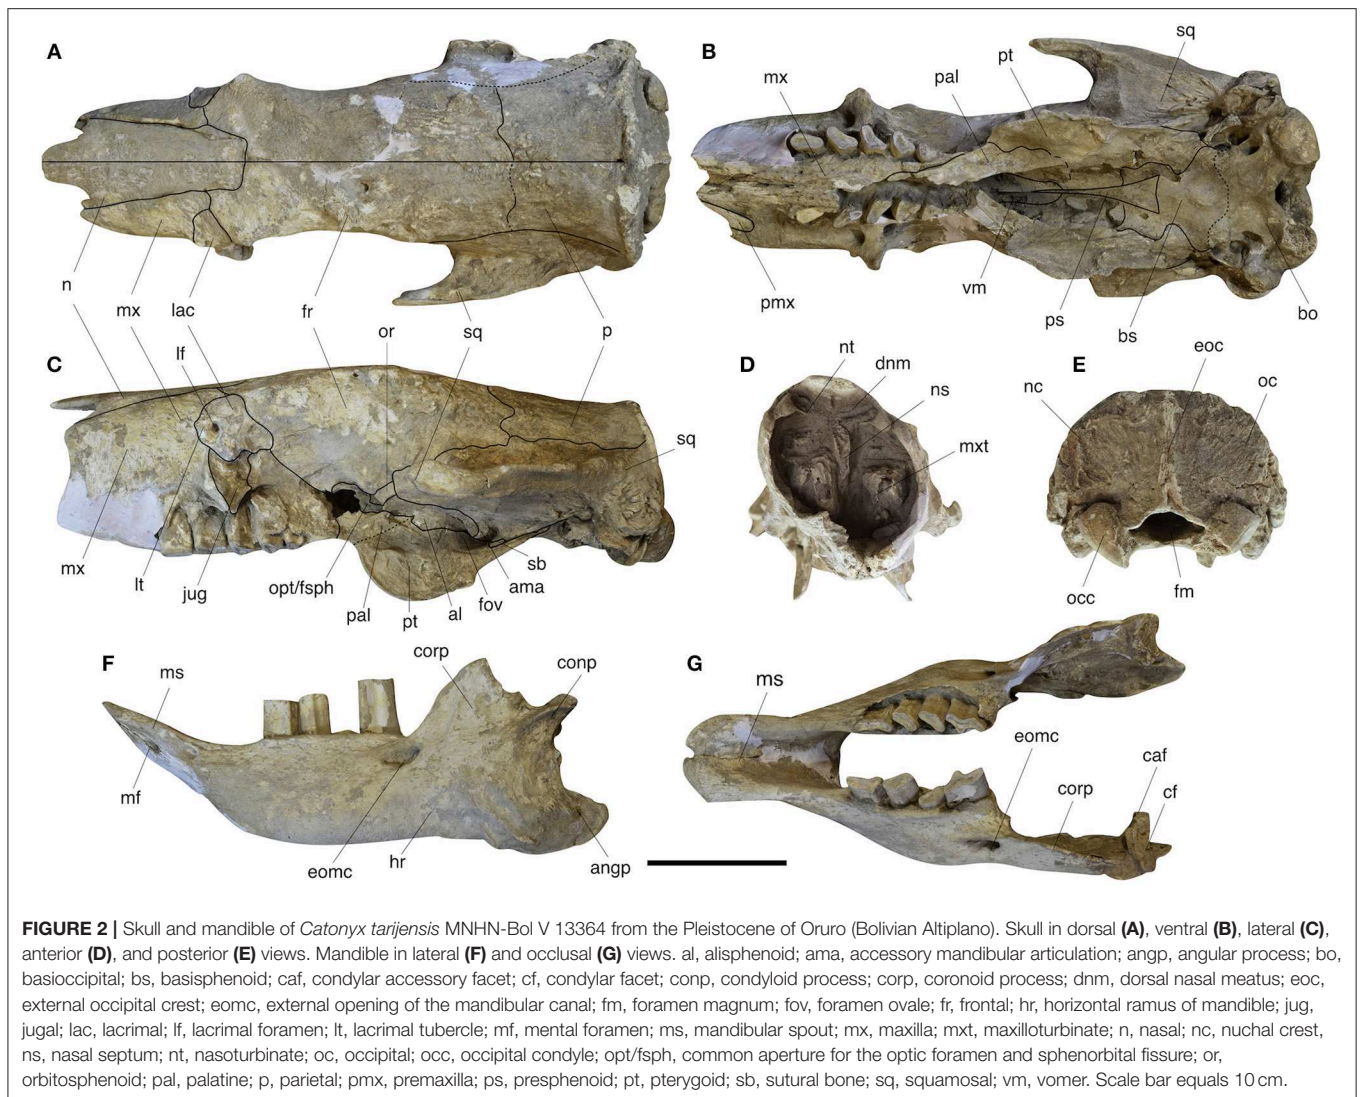 A
B
sq
pt
pal
mx
n
mx
lac
fr
or
sq
p
pmx
vm
ps
bs
bo
C
lf
sq
mx
lt
jug
opt/fsph
pal
pt
al
fov
ama
sb
D
nt
dnm
ns
mxt
E
eoc
nc
oc
occ
fm
F
ms
corp
conp
mf
eomc
hr
angp
G
ms
eomc
corp
caf
cf
FIGURE 2 | Skull and mandible of Catonyx tarijensis MNHN-Bol V 13364 from the Pleistocene of Oruro (Bolivian Altiplano). Skull in dorsal (A), ventral (B), lateral (C),
anterior (D), and posterior (E) views. Mandible in lateral (F) and occlusal (G) views. al, alisphenoid; ama, accessory mandibular articulation; angp, angular process; bo,
basioccipital; bs, basisphenoid; caf, condylar accessory facet; cf, condylar facet; conp, condyloid process; corp, coronoid process; dnm, dorsal nasal meatus; eoc,
external occipital crest; eomc, external opening of the mandibular canal; fm, foramen magnum; fov, foramen ovale; fr, frontal; hr, horizontal ramus of mandible; jug,
jugal; lac, lacrimal; lf, lacrimal foramen; lt, lacrimal tubercle; mf, mental foramen; ms, mandibular spout; mx, maxilla; mxt, maxilloturbinate; n, nasal; nc, nuchal crest,
ns, nasal septum; nt, nasoturbinate; oc, occipital; occ, occipital condyle; opt/fsph, common aperture for the optic foramen and sphenorbital fissure; or,
orbitosphenoid; pal, palatine; p, parietal; pmx, premaxilla; ps, presphenoid; pt, pterygoid; sb, sutural bone; sq, squamosal; vm, vomer. Scale bar equals 10 cm.